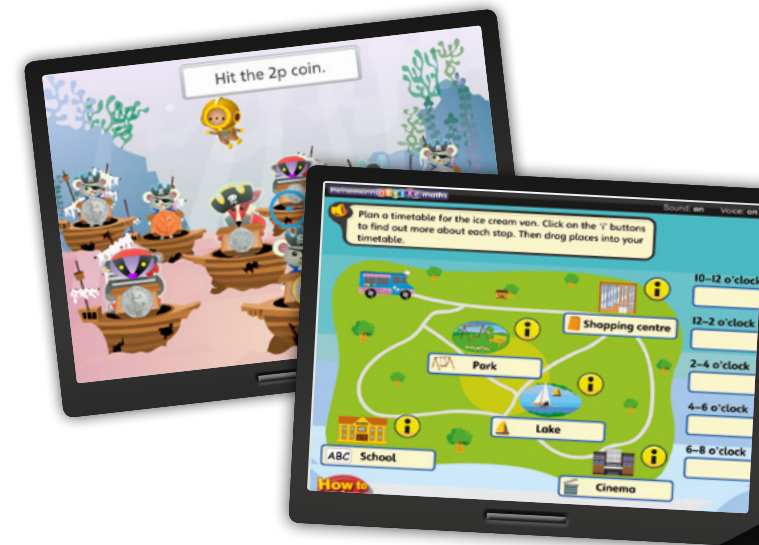 Hit the 2p coin.
Heinemann Active maths
Sound: on Voice: on
Plan a timetable for the ice cream van. Click on the 'i' buttons
to find out more about each stop. Then drag places into your
timetable.
10–12 o'clock
12–2 o'clock
2–4 o'clock
4–6 o'clock
6–8 o'clock
i
Shopping centre
i
Park
i
Lake
i
ABC School
i
Cinema
How to